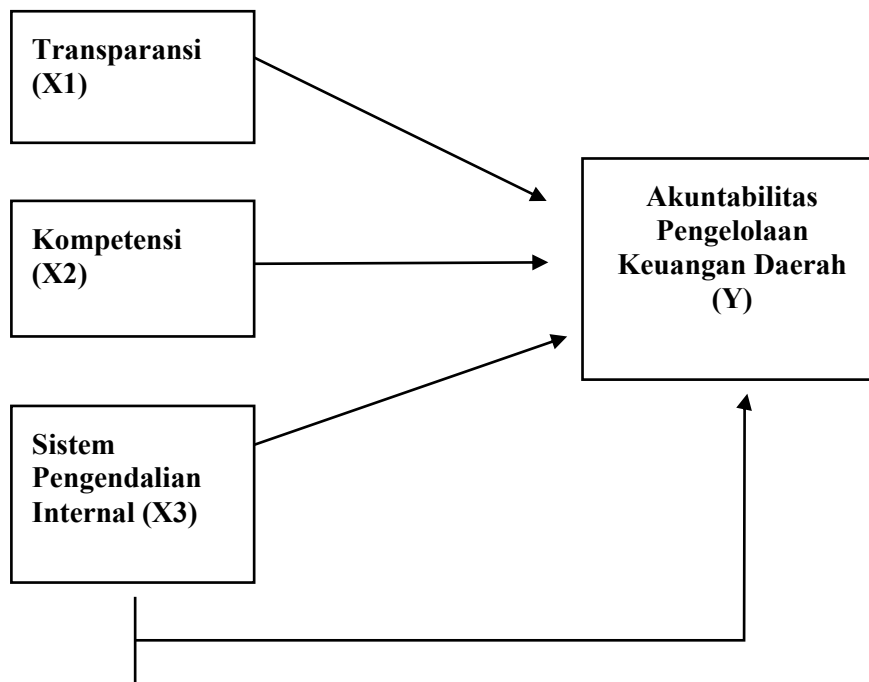 Transparansi
(X1)
Kompetensi
(X2)
Sistem
Pengendalian
Internal (X3)
Akuntabilitas
Pengelolaan
Keuangan Daerah
(Y)